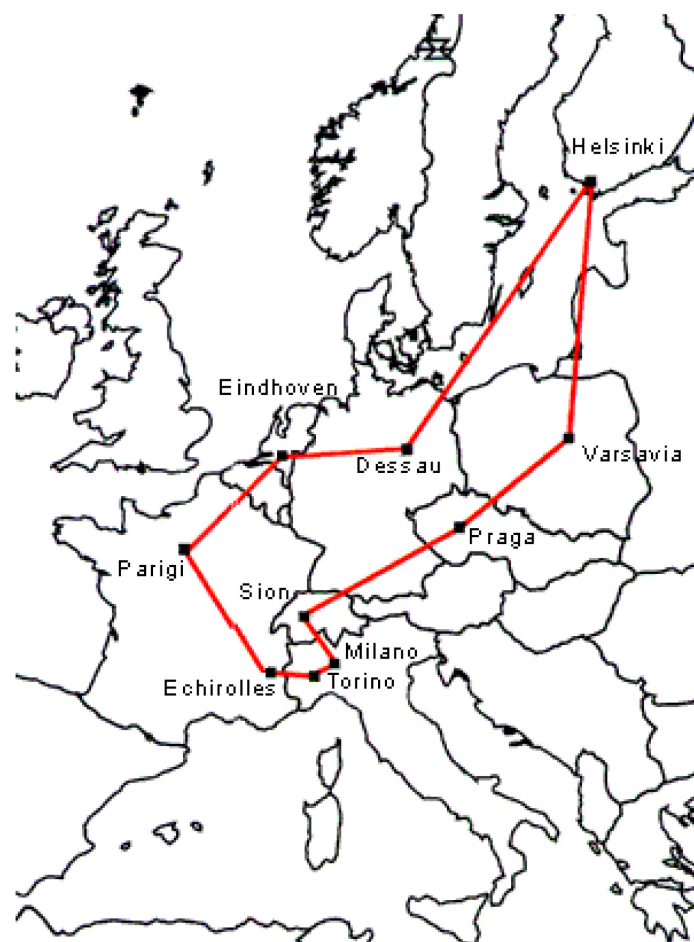 Helsinki
Eindhoven
Varsavia
Dessau
Praga
Parigi
Sion
Milano
Torino
Echirolles